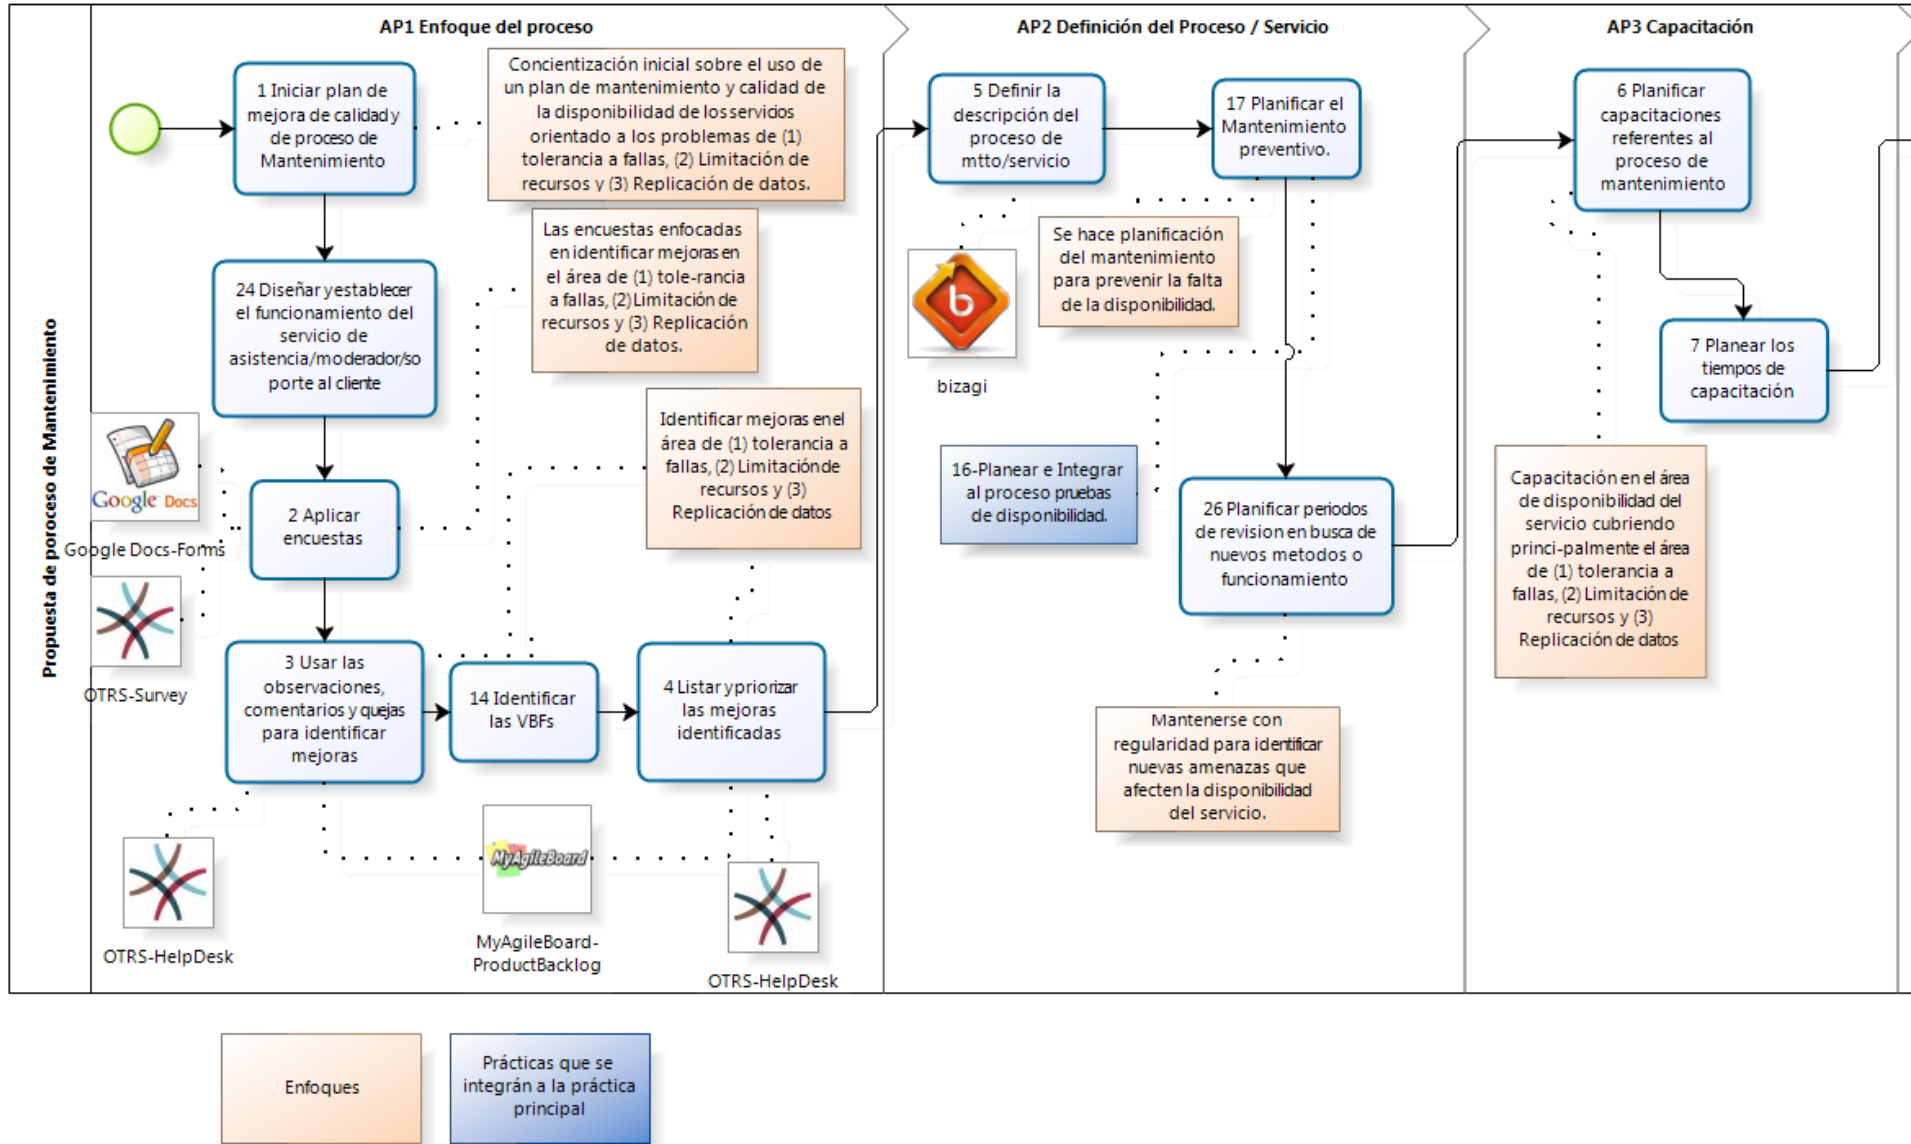 Propuesta de poroceso de Mantenimiento
AP1 Enfoque del proceso
1 Iniciar plan de
mejora de calidad y
de proceso de
Mantenimiento
Concientización inicial sobre el uso de
un plan de mantenimiento y calidad de
la disponibilidad de los servicios
orientado a los problemas de (1)
tolerancia a fallas, (2) Limitación de
recursos y (3) Replicación de datos.
24 Diseñar y establecer
el funcionamiento del
servicio de
asistencia/moderador/so
porte al cliente
Las encuestas enfocadas
en identificar mejoras en
el área de (1) tole-rancia
a fallas, (2) Limitación de
recursos y (3) Replicación
de datos.
Google Docs
Google Docs-Forms
2 Aplicar
encuestas
Identificar mejoras en el
área de (1) tolerancia a
fallas, (2) Limitación de
recursos y (3)
Replicación de datos
OTRS-Survey
3 Usar las
observaciones,
comentarios y quejas
para identificar
mejoras
14 Identificar
las VBFs
4 Listar y priorizar
las mejoras
identificadas
OTRS-HelpDesk
MyAgileBoard
MyAgileBoard-
ProductBacklog
OTRS-HelpDesk
AP2 Definición del Proceso / Servicio
5 Definir la
descripción del
proceso de
mtto/servicio
17 Planificar el
Mantenimiento
preventivo.
b
bizagi
Se hace planificación
del mantenimiento
para prevenir la falta
de la disponibilidad.
16-Planear e Integrar
al proceso pruebas
de disponibilidad.
26 Planificar periodos
de revision en busca de
nuevos metodos o
funcionamiento
Mantenerse con
regularidad para identificar
nuevas amenazas que
afecten la disponibilidad
del servicio.
AP3 Capacitación
6 Planificar
capacitaciones
referentes al
proceso de
mantenimiento
7 Planear los
tiempos de
capacitación
Capacitación en el área
de disponibilidad del
servicio cubriendo
princi-palmente el área
de (1) tolerancia a
fallas, (2) Limitación de
recursos y (3)
Replicación de datos
Enfoques
Prácticas que se
integrán a la práctica
principal